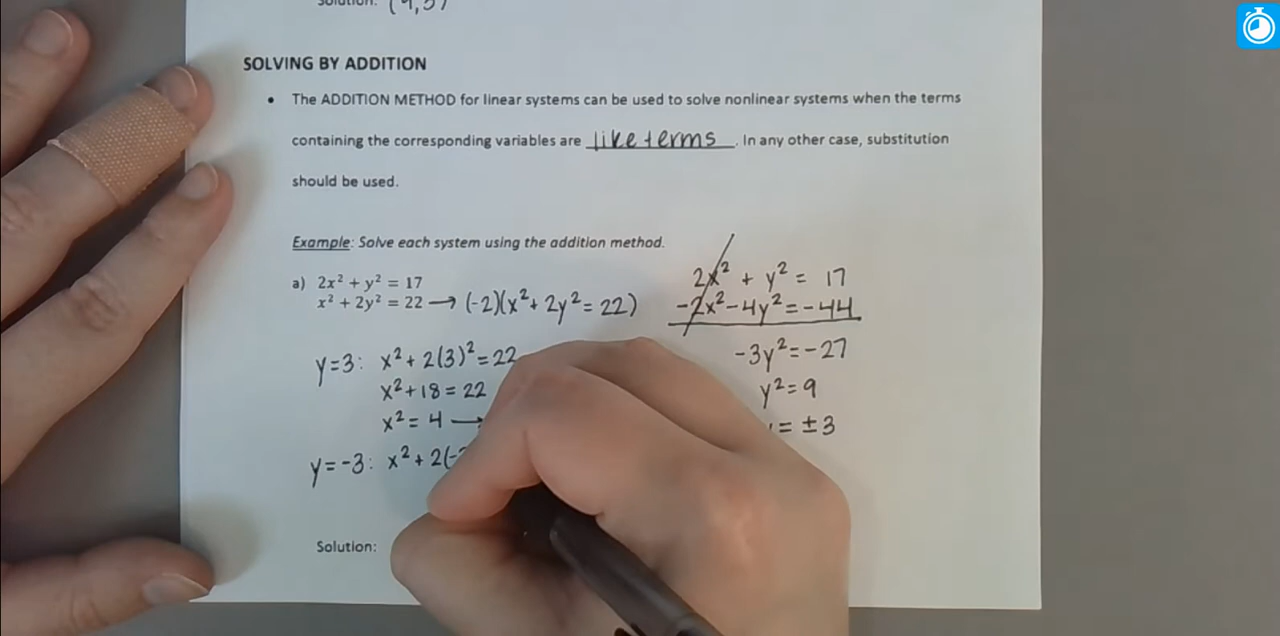 Solution: (4,5)
SOLVING BY ADDITION
• The ADDITION METHOD for linear systems can be used to solve nonlinear systems when the terms
containing the corresponding variables are like terms. In any other case, substitution
should be used.
Example: Solve each system using the addition method.
a) 2x² + y² = 17
x² + 2y² = 22 → (-2)(x² + 2y² = 22)
2x² + y² = 17
-2x² - 4y² = -44
-3y² = -27
y² = 9
= ±3
y=3: x² + 2(3)² = 22
x² + 18 = 22
x² = 4 →
y=-3: x² + 2(-
Solution: